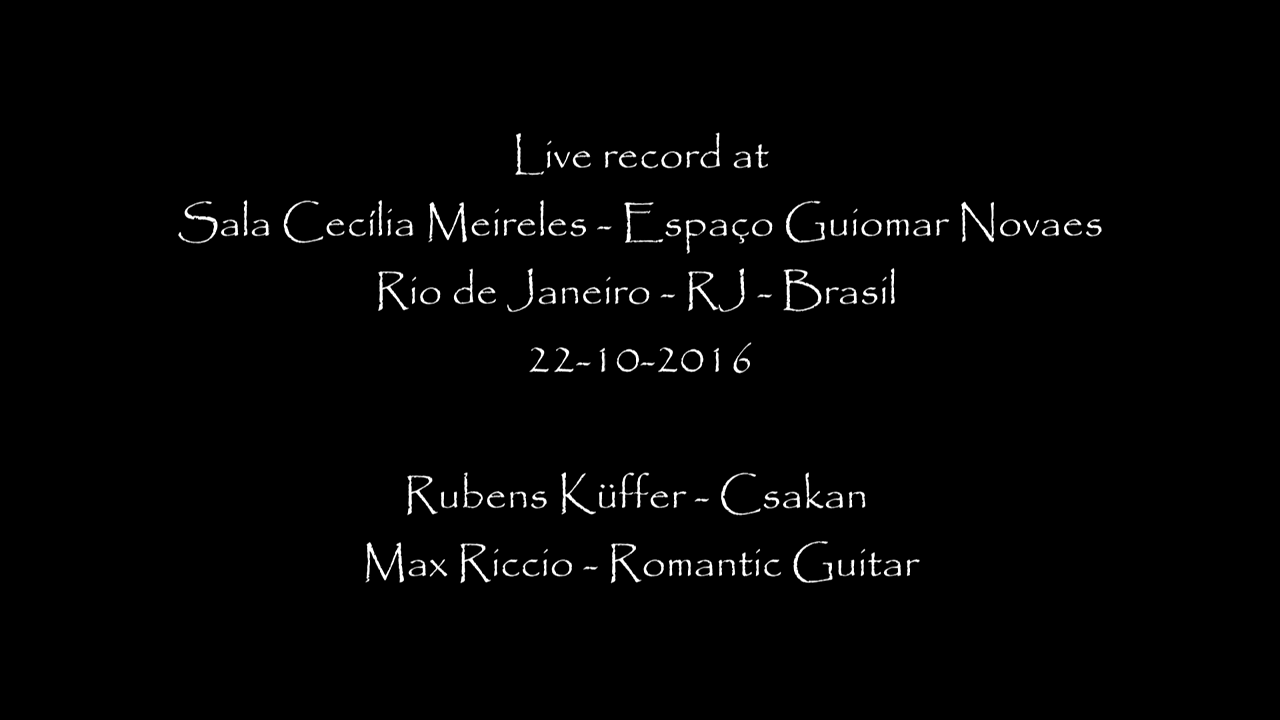 Live record at
Sala Cecília Meireles - Espaço Guiomar Novaes
Rio de Janeiro - RJ - Brasil
22-10-2016
Rubens Küffer - Csakan
Max Riccio - Romantic Guitar